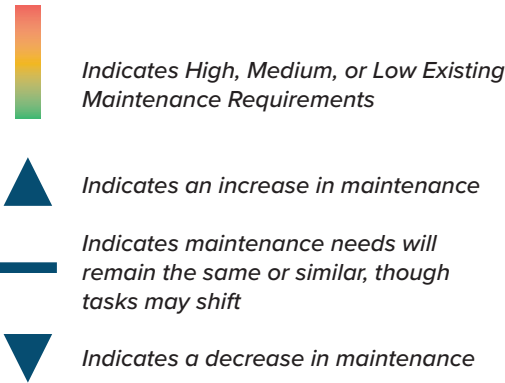 Indicates High, Medium, or Low Existing
Maintenance Requirements
Indicates an increase in maintenance
Indicates maintenance needs will
remain the same or similar, though
tasks may shift
Indicates a decrease in maintenance